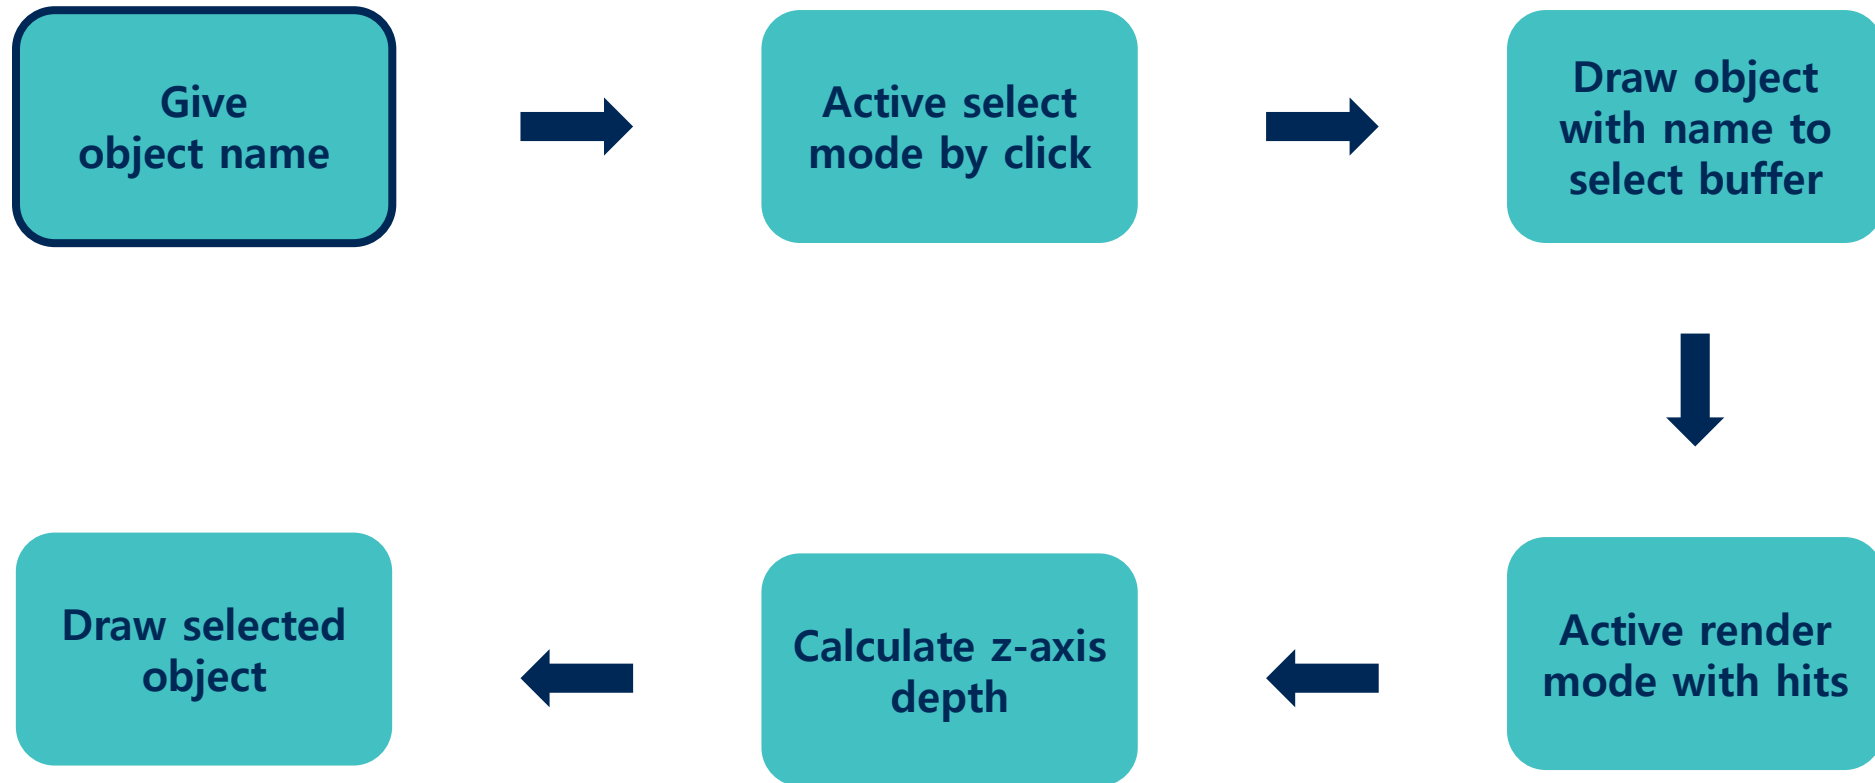 Give
object name
Active select
mode by click
Draw object
with name to
select buffer
Active render
mode with hits
Calculate z-axis
depth
Draw selected
object